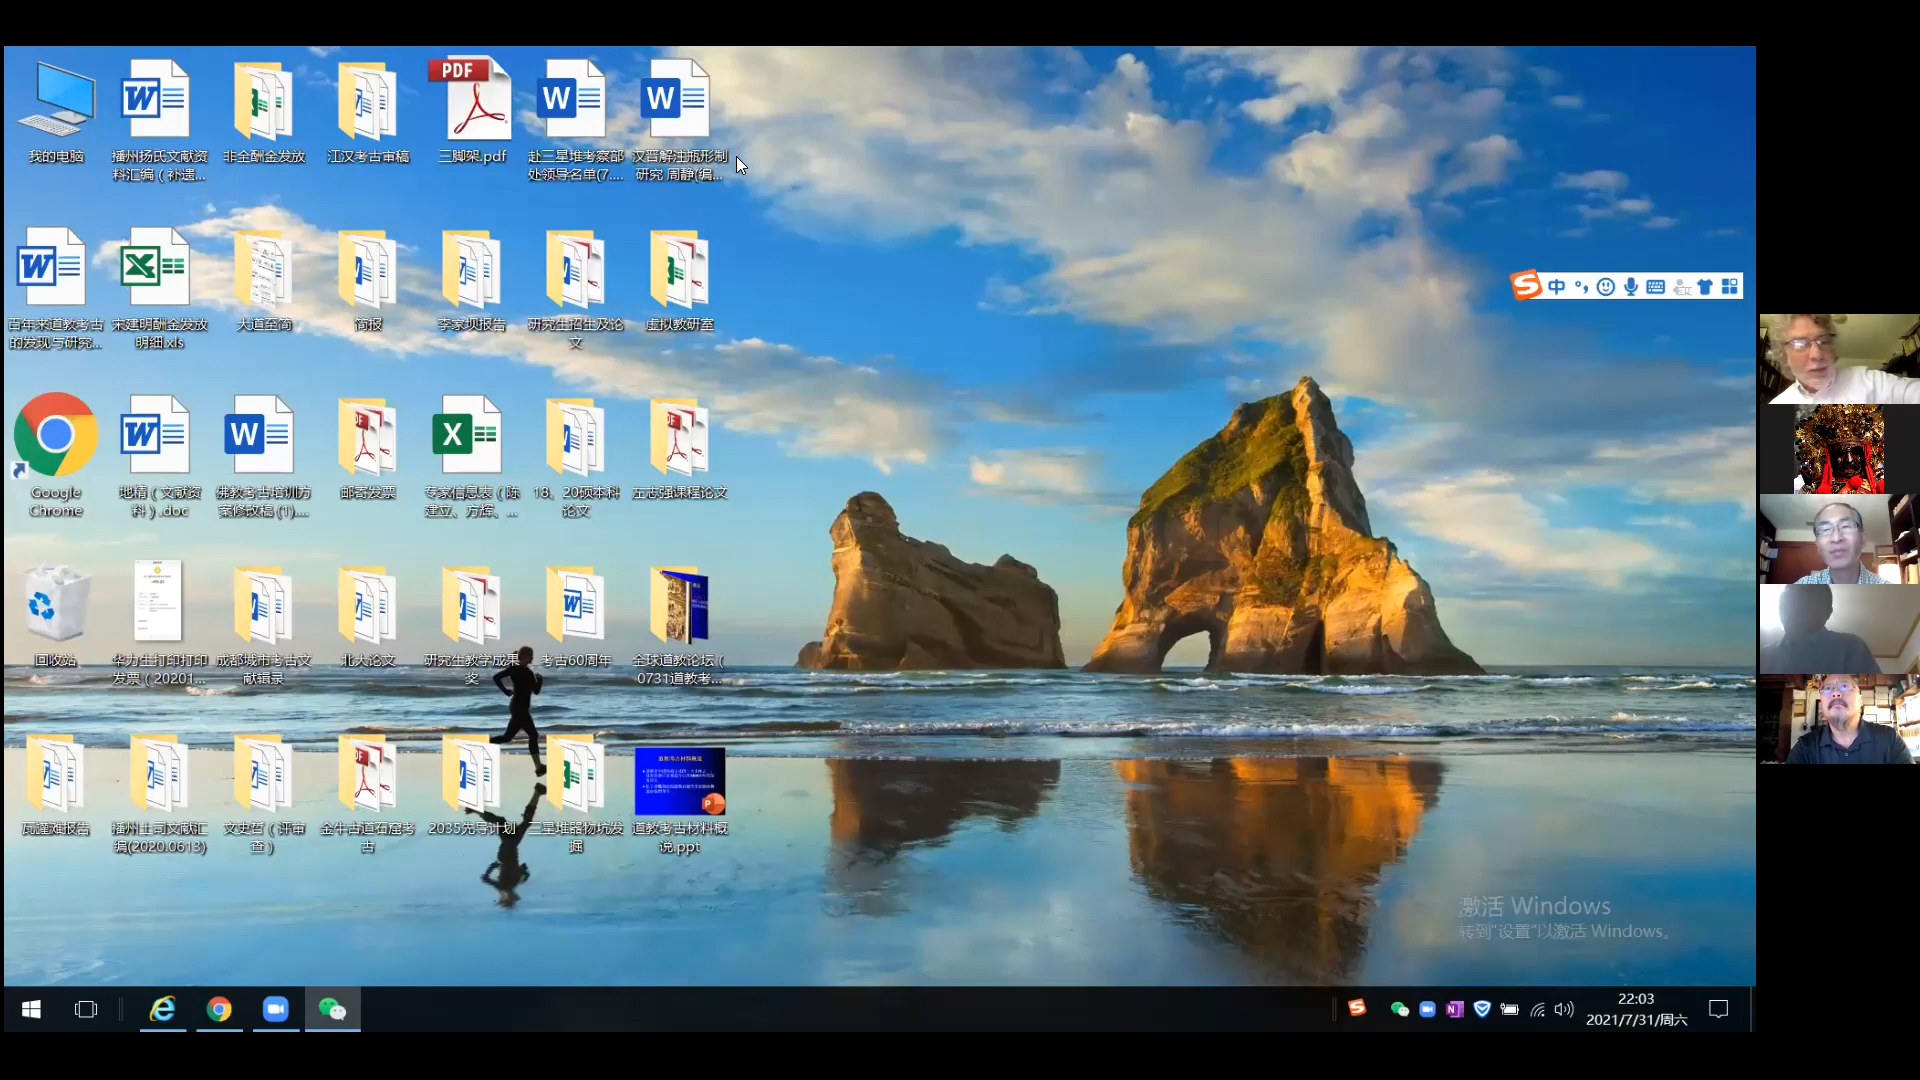 我的电脑
播州杨氏文献资
料汇编（补遗...
非全酬金发放
江汉考古审稿
PDF
三脚架.pdf
赴三星堆考察部
处领导名单(7....
汉晋解注瓶形制
研究 周静(编...
百年来道教考古
的发现与研究...
宋建明酬金发放
明细.xls
大道至简
简报
李家坝报告
研究生招生及论
文
虚拟教研室
中
Google
Chrome
地精（文献资
料）.doc
佛教考古培训方
案修改稿 (1)....
邮寄发票
专家信息表（陈
建立、方辉、...
18、20硕本科
论文
左志强课程论文
回收站
华力生打印打印
发票（20201...
成都城市考古文
献辑录
北大论文
研究生教学成果
奖
考古60周年
全球道教论坛（
0731道教考...
瓦罐滩报告
播州土司文献汇
编(2020.0613)
文史哲（评审
查）
金牛古道石窟考
古
2035先导计划
三星堆器物坑发
掘
道教考古材料概
说.ppt
激活 Windows
转到"设置"以激活 Windows。
22:03
2021/7/31/周六